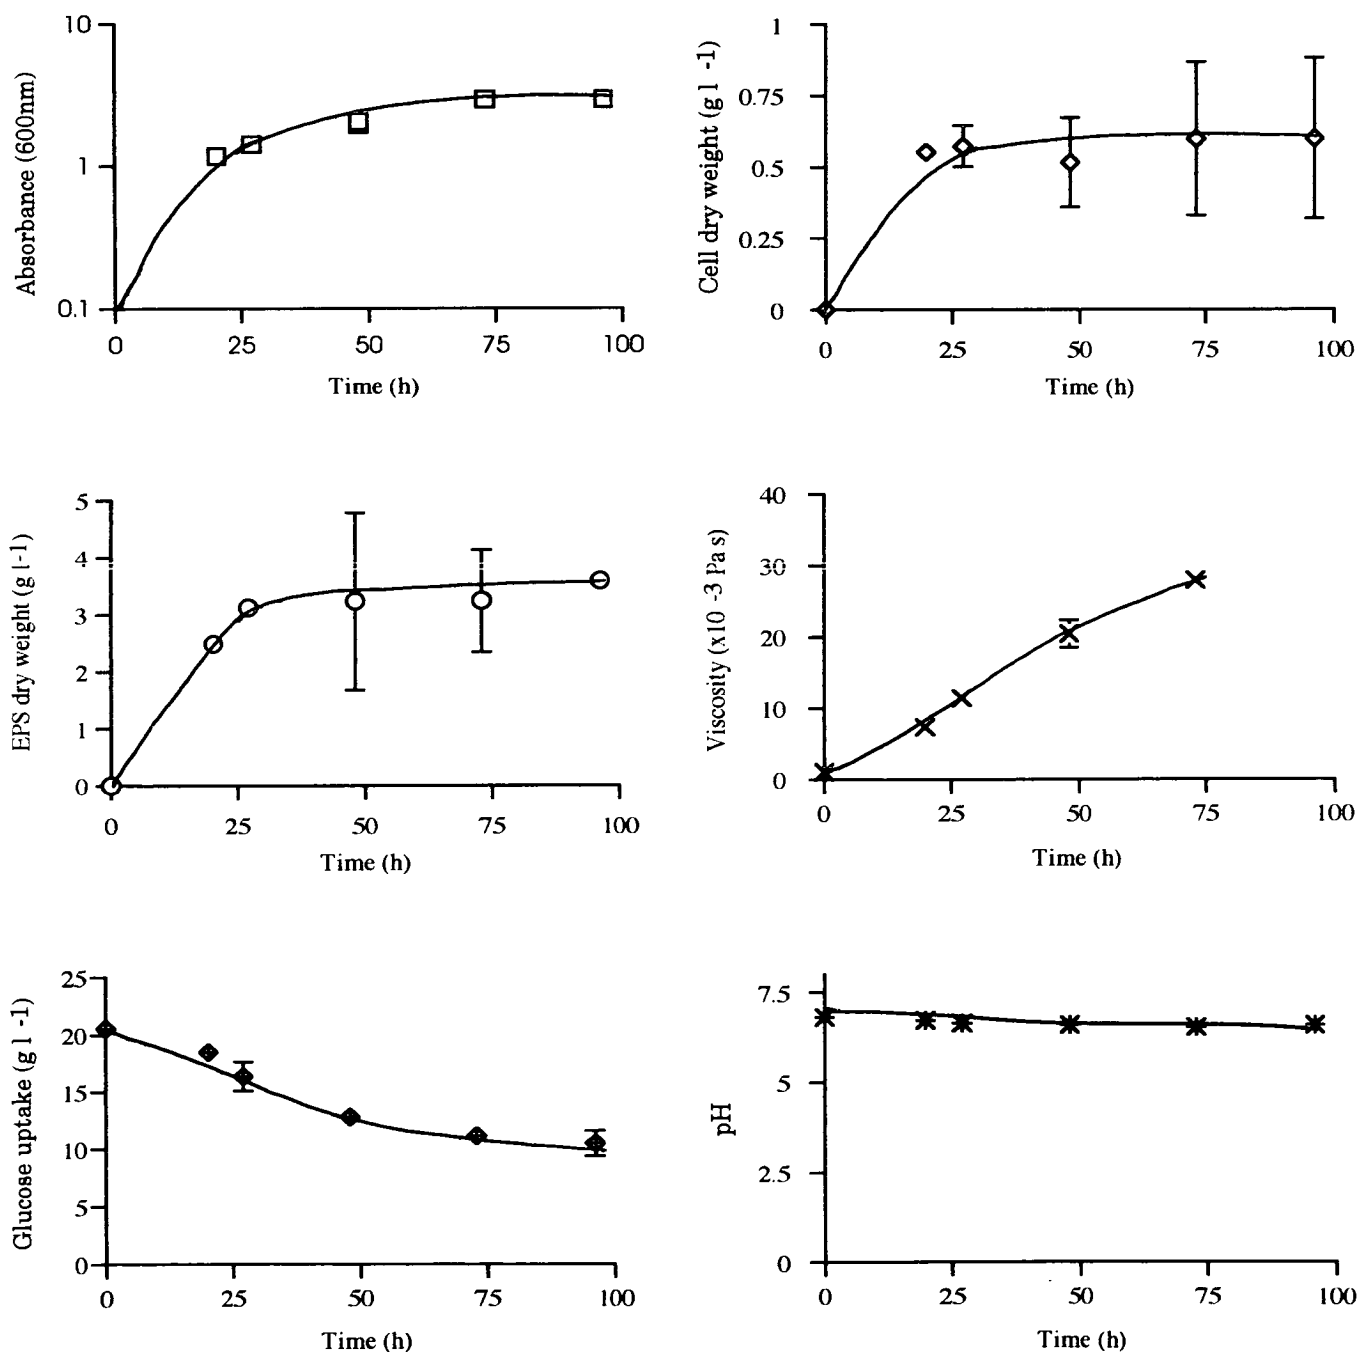 10
1
0.1
0 25 50 75 100
Absorbance (600nm)
Time (h)
1
0.75
0.5
0.25
0
0 25 50 75 100
Cell dry weight (g l -1)
Time (h)
5
4
3
2
1
0
0 25 50 75 100
EPS dry weight (g l-1)
Time (h)
40
30
20
10
0
0 25 50 75 100
Viscosity (x10 -3 Pa s)
Time (h)
25
20
15
10
5
0
0 25 50 75 100
Glucose uptake (g l -1)
Time (h)
7.5
5
2.5
0
0 25 50 75 100
pH
Time (h)